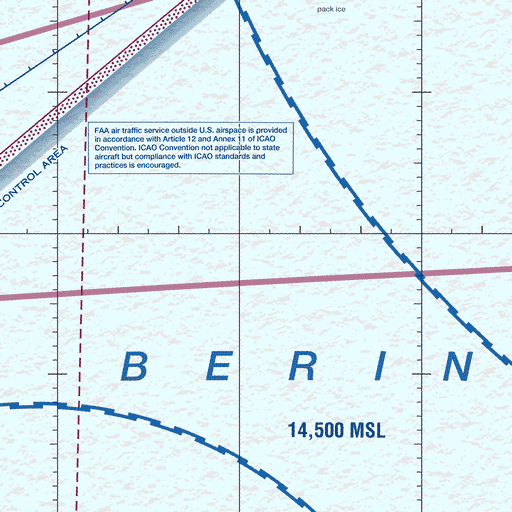 pack ice
FAA air traffic service outside U.S. airspace is provided
in accordance with Article 12 and Annex 11 of ICAO
Convention. ICAO Convention not applicable to state
aircraft but compliance with ICAO standards and
practices is encouraged.
CONTROL AREA
B E R I N
14,500 MSL